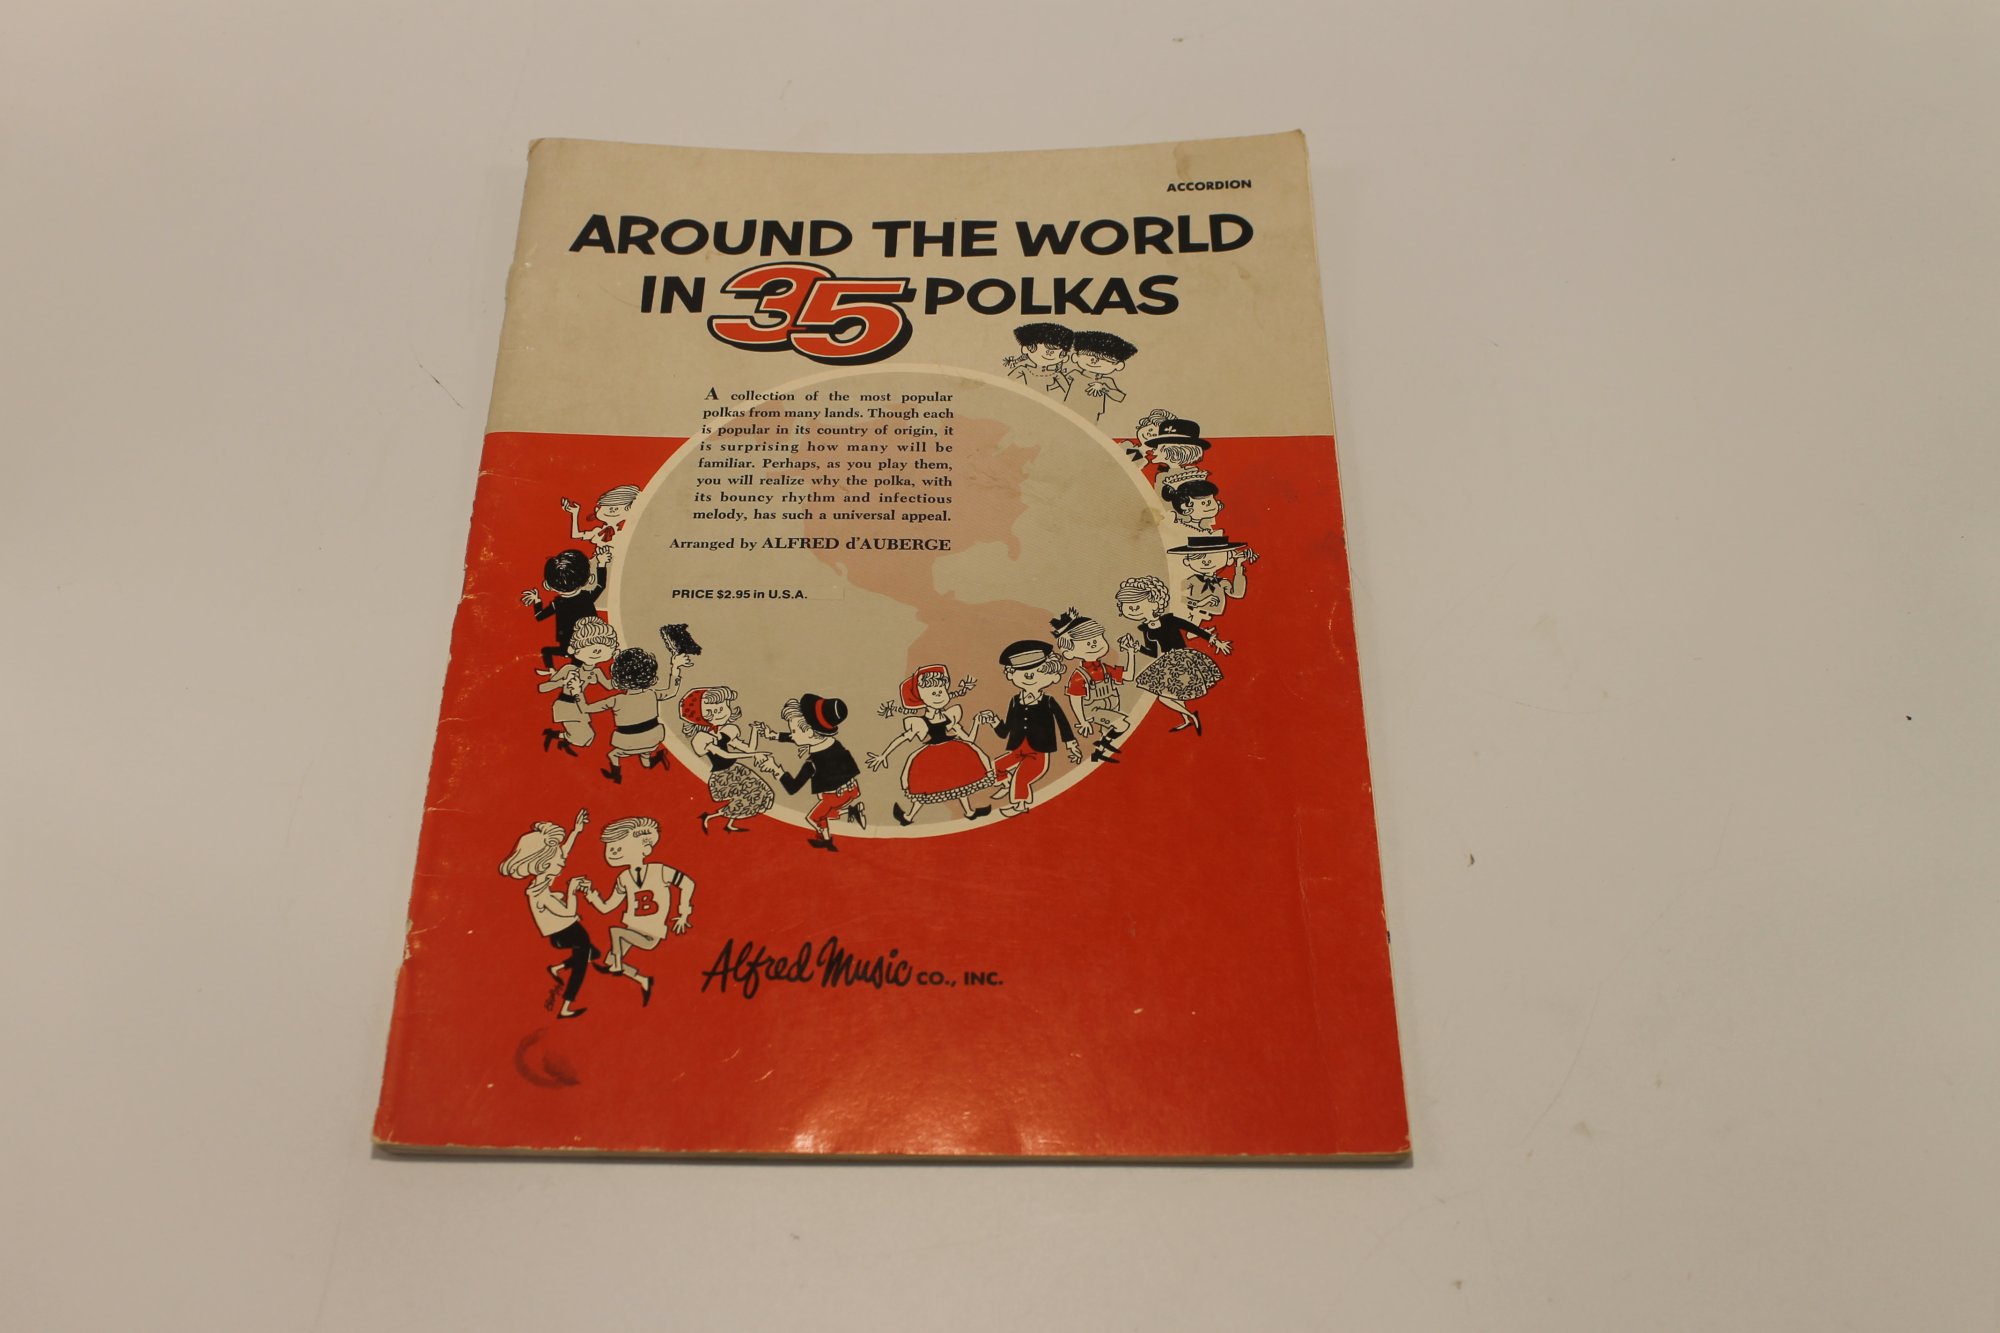 ACCORDION
AROUND THE WORLD
IN 35 POLKAS
A collection of the most popular
polkas from many lands. Though each
is popular in its country of origin, it
is surprising how many will be
familiar. Perhaps, as you play them,
you will realize why the polka, with
its bouncy rhythm and infectious
melody, has such a universal appeal.
Arranged by ALFRED d'AUBERGE
PRICE $2.95 in U.S.A.
B
Alfred Music CO., INC.